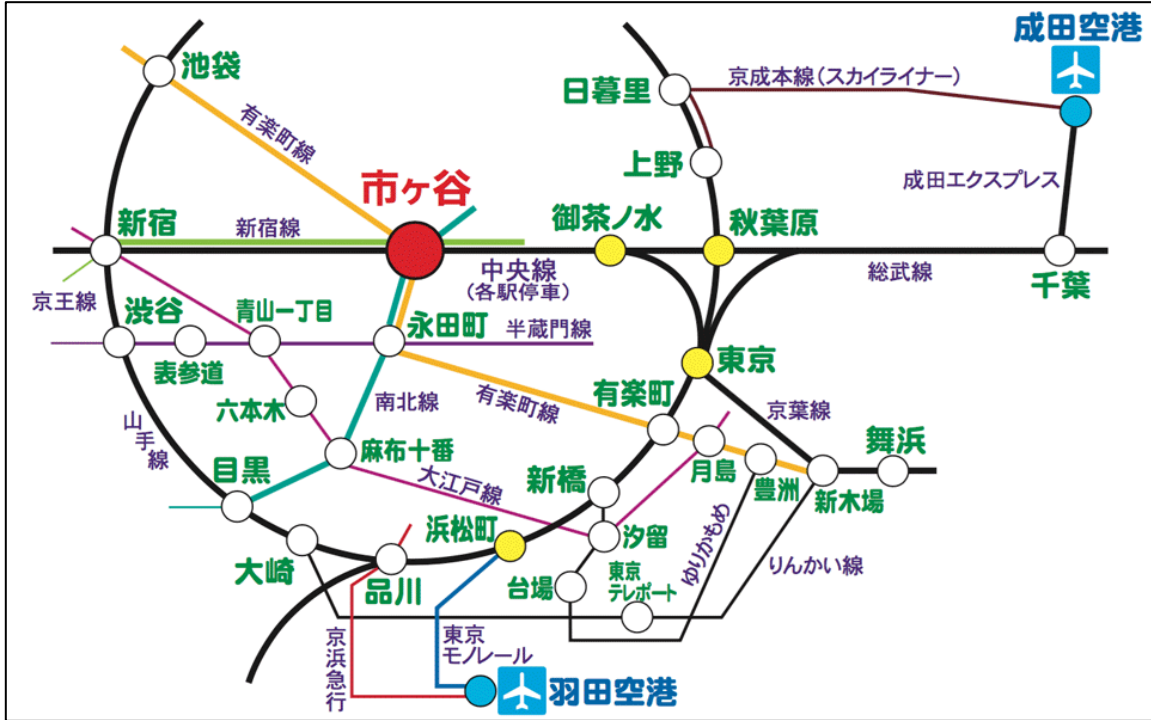 成田空港
池袋
日暮里
京成本線(スカイライナー)
有楽町線
上野
成田エクスプレス
市ヶ谷
新宿
新宿線
御茶ノ水
秋葉原
中央線
(各駅停車)
総武線
千葉
京王線
渋谷
青山一丁目
永田町
半蔵門線
表参道
東京
六本木
南北線
有楽町線
有楽町
京葉線
山手線
麻布十番
月島
豊洲
新木場
舞浜
目黒
大江戸線
新橋
浜松町
汐留
ゆりかもめ
りんかい線
大崎
品川
台場
東京
テレポート
京浜急行
東京
モノレール
羽田空港